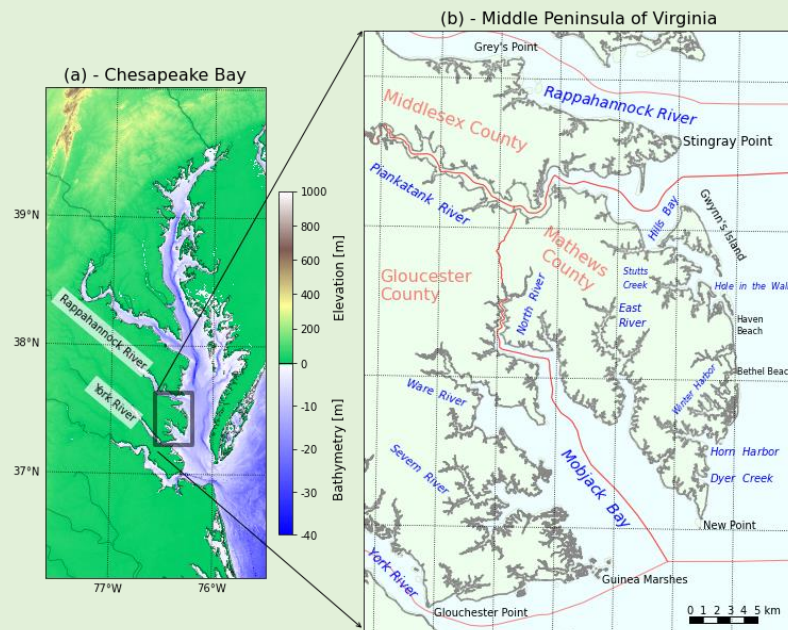 (a) - Chesapeake Bay
39°N
38°N
37°N
77°W
76°W
Rappahannock River
York River
1000
800
600
400
200
0
-10
-20
-30
-40
Elevation [m]
Bathymetry [m]
(b) - Middle Peninsula of Virginia
Grey's Point
Rappahannock River
Middlesex County
Stingray Point
Piankatank River
Hills Bay
Gwynn's Island
Mathews
County
Gloucester
County
Stutts
Creek
Hole in the Wall
North River
East
River
Haven
Beach
Bethel Beach
Ware River
Winter Harbor
Severn River
Mobjack Bay
Horn Harbor
Dyer Creek
New Point
York River
Guinea Marshes
Glouchester Point
0 1 2 3 4 5 km